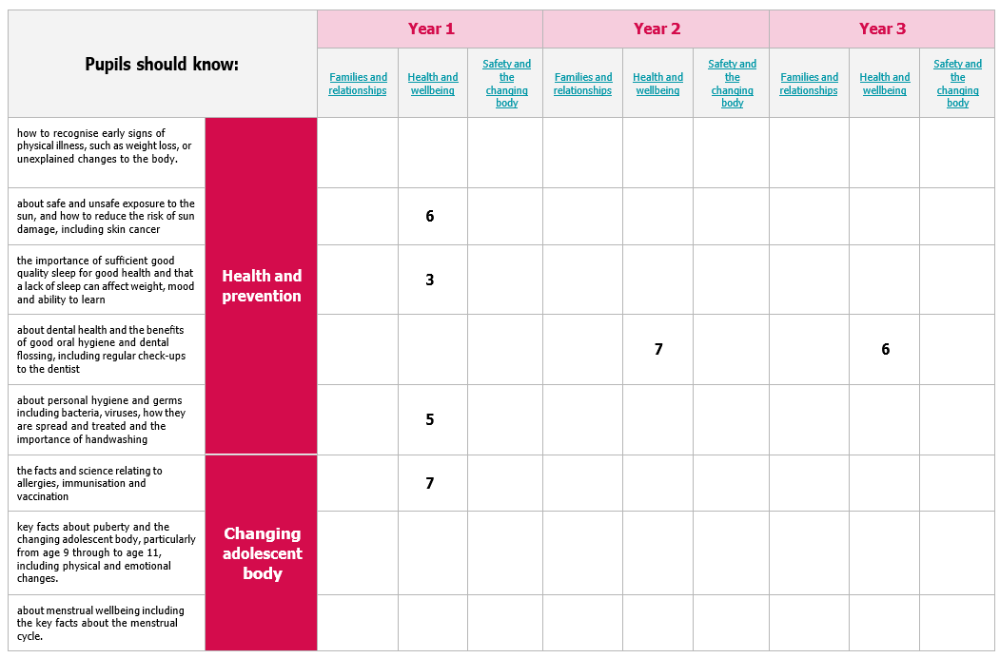 Pupils should know:
Year 1
Year 2
Year 3
Families and
relationships
Health and
wellbeing
Safety and
the
changing
body
Families and
relationships
Health and
wellbeing
Safety and
the
changing
body
Families and
relationships
Health and
wellbeing
Safety and
the
changing
body
Health and
prevention
how to recognise early signs of
physical illness, such as weight loss, or
unexplained changes to the body.
about safe and unsafe exposure to the
sun, and how to reduce the risk of sun
damage, including skin cancer
6
the importance of sufficient good
quality sleep for good health and that
a lack of sleep can affect weight, mood
and ability to learn
3
about dental health and the benefits
of good oral hygiene and dental
flossing, including regular check-ups
to the dentist
7
6
about personal hygiene and germs
including bacteria, viruses, how they
are spread and treated and the
importance of handwashing
5
Changing
adolescent
body
the facts and science relating to
allergies, immunisation and
vaccination
7
key facts about puberty and the
changing adolescent body, particularly
from age 9 through to age 11,
including physical and emotional
changes.
about menstrual wellbeing including
the key facts about the menstrual
cycle.